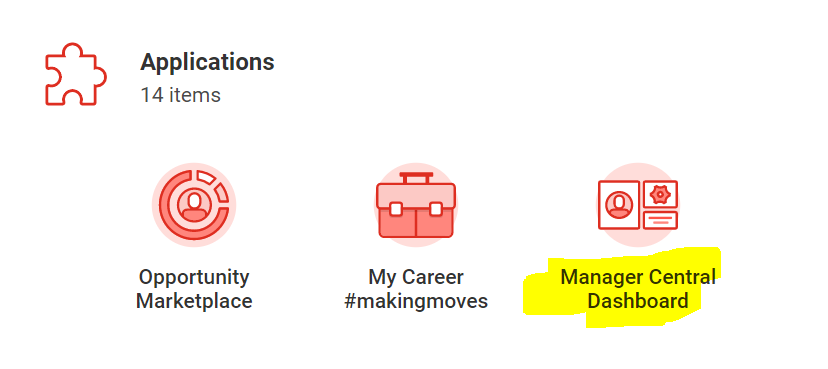 Applications
14 items
Opportunity
Marketplace
My Career
#makingmoves
Manager Central
Dashboard